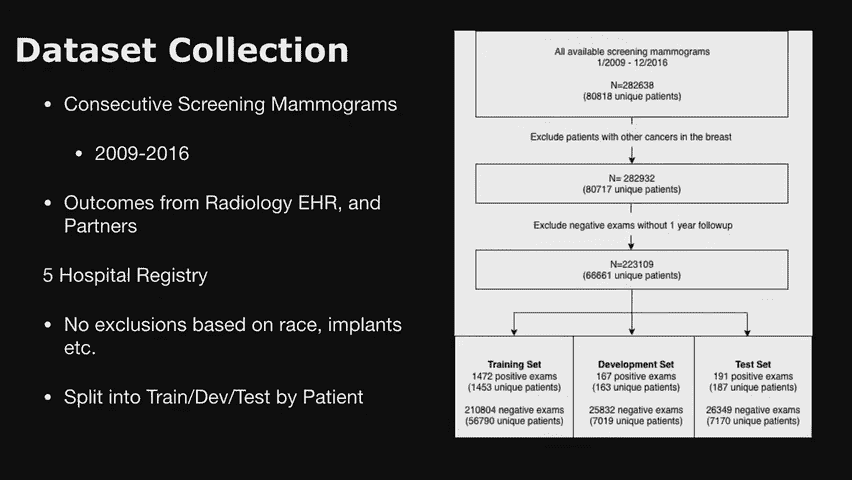 Dataset Collection
• Consecutive Screening Mammograms
• 2009-2016
• Outcomes from Radiology EHR, and
Partners
5 Hospital Registry
• No exclusions based on race, implants
etc.
• Split into Train/Dev/Test by Patient
All available screening mammograms
1/2009 - 12/2016
N=282638
(80818 unique patients)
Exclude patients with other cancers in the breast
N= 282932
(80717 unique patients)
Exclude negative exams without 1 year followup
N=223109
(66661 unique patients)
Training Set
1472 positive exams
(1453 unique patients)
210804 negative exams
(56790 unique patients)
Development Set
167 positive exams
(163 unique patients)
25832 negative exams
(7019 unique patients)
Test Set
191 positive exams
(187 unique patients)
26349 negative exams
(7170 unique patients)